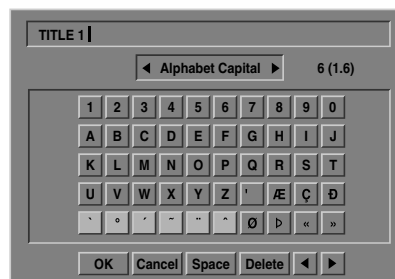 TITLE 1
◄ Alphabet Capital ► 6 (1.6)
1 2 3 4 5 6 7 8 9 0
A B C D E F G H I J
K L M N O P Q R S T
U V W X Y Z ' Æ Ç Ð
` ° ´ ~ ¨ ^ Ø Þ « »
OK Cancel Space Delete ◄ ►